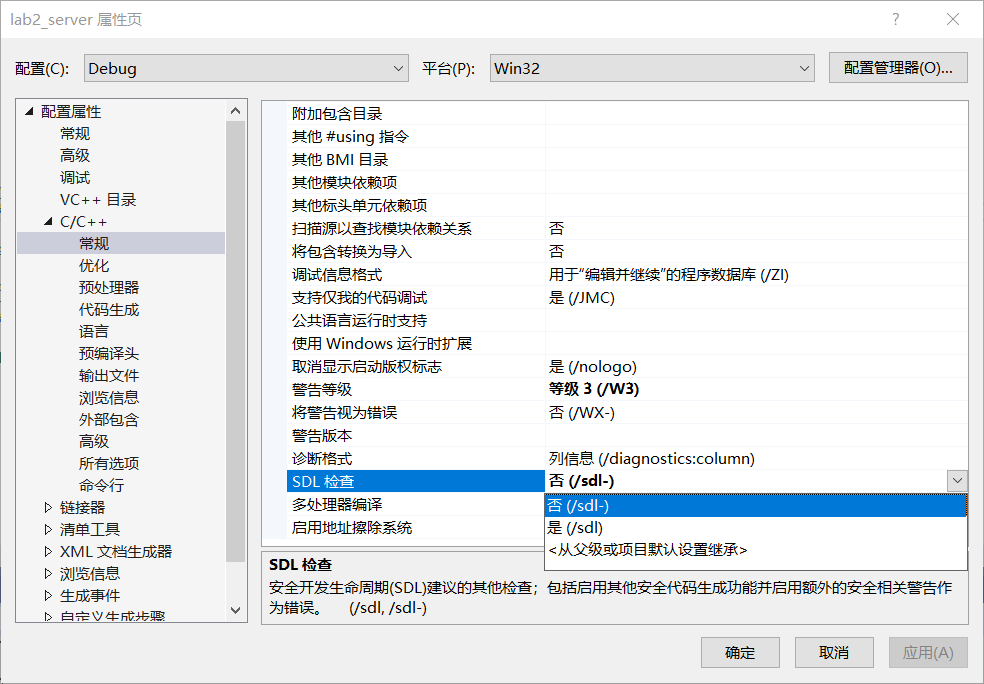 lab2_server 属性页
配置(C): Debug 平台(P): Win32 配置管理器(O)...
配置属性
常规
高级
调试
VC++ 目录
C/C++
常规
优化
预处理器
代码生成
语言
预编译头
输出文件
浏览信息
外部包含
高级
所有选项
命令行
链接器
清单工具
XML 文档生成器
浏览信息
生成事件
自定义生成步骤
附加包含目录
其他 #using 指令
其他 BMI 目录
其他模块依赖项
其他标头单元依赖项
扫描源以查找模块依赖关系 否
将包含转换为导入 否
调试信息格式 用于“编辑并继续”的程序数据库 (/ZI)
支持仅我的代码调试 是 (/JMC)
公共语言运行时支持
使用 Windows 运行时扩展
取消显示启动版权标志 是 (/nologo)
警告等级 等级 3 (/W3)
将警告视为错误 否 (/WX-)
警告版本
诊断格式 列信息 (/diagnostics:column)
SDL 检查 否 (/sdl-)
多处理器编译
启用地址擦除系统
否 (/sdl-)
是 (/sdl)
<从父级或项目默认设置继承>
SDL 检查
安全开发生命周期(SDL)建议的其他检查；包括启用其他安全代码生成功能并启用额外的安全相关警告作
为错误。 (/sdl, /sdl-)
确定 取消 应用(A)